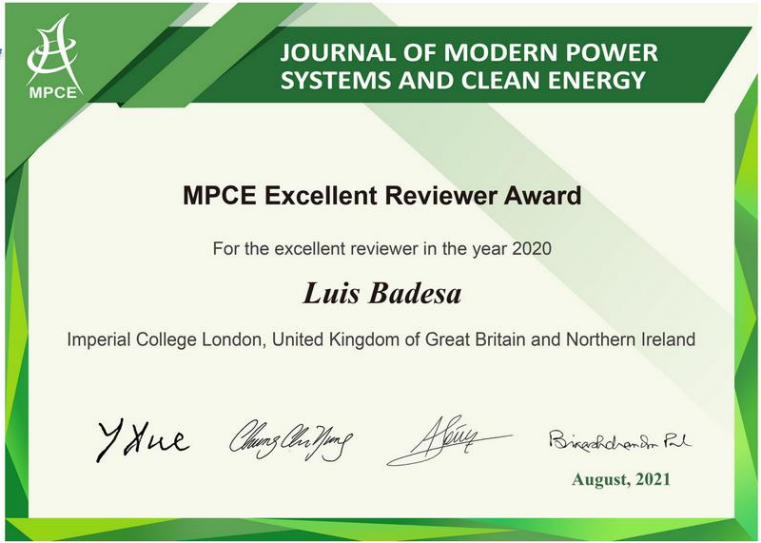 MPCE
JOURNAL OF MODERN POWER
SYSTEMS AND CLEAN ENERGY
MPCE Excellent Reviewer Award
For the excellent reviewer in the year 2020
Luis Badesa
Imperial College London, United Kingdom of Great Britain and Northern Ireland
Y Xue
August, 2021